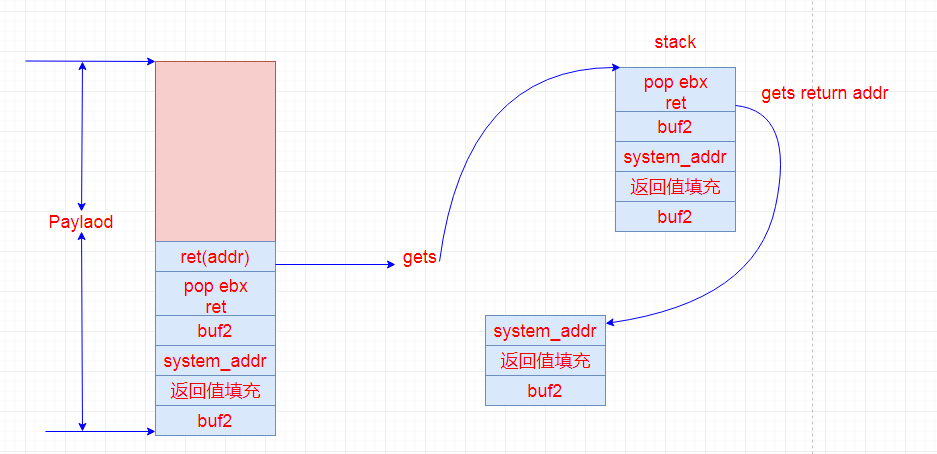 Paylaod
ret(addr)
pop ebx
ret
buf2
system_addr
返回值填充
buf2
gets
stack
pop ebx
ret
buf2
system_addr
返回值填充
buf2
gets return addr
system_addr
返回值填充
buf2